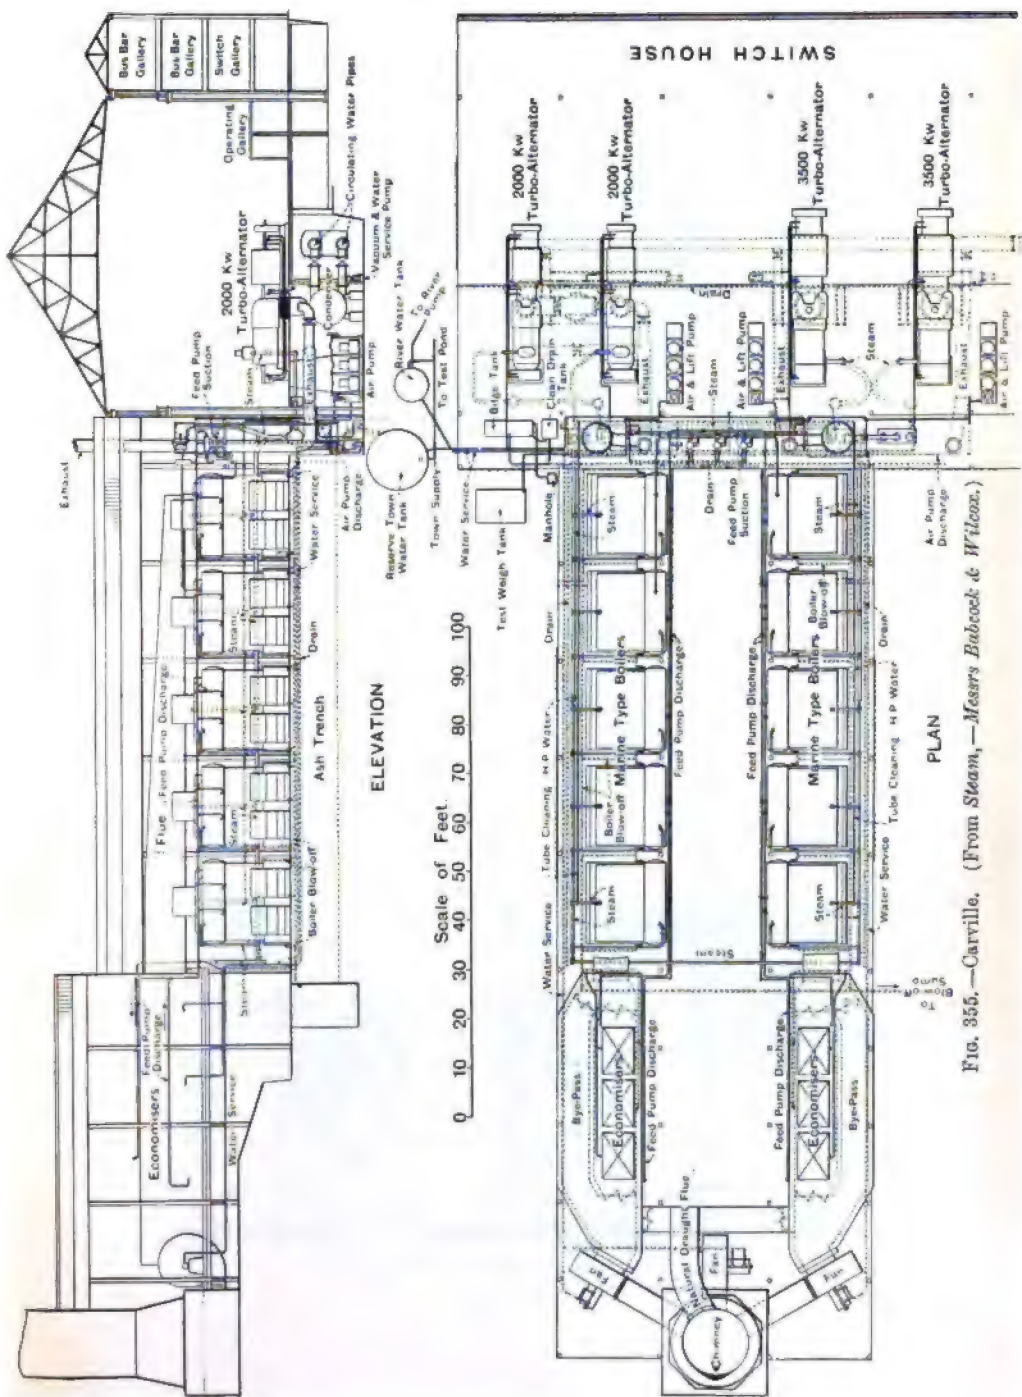 Bus Bar
Gallery
Bus Bar
Gallery
Switch
Gallery
Operating
Gallery
Circulating Water Pipes
2000 Kw
Turbo-Alternator
Condenser
Vacuum & Water
Service Pump
Feed Pump
Suction
Steam
Exhaust
Air Pump
Exhaust
Flue
Feed Pump Discharge
Steam
Steam
Air Pump
Discharge
Water Service
Drain
Ash Trench
Boiler Blow-off
Steam
Feed Pump
Discharge
Economisers
Water Service
ELEVATION
Scale of Feet
0 10 20 30 40 50 60 70 80 90 100
River Water Tank
To River
Pump
To Test Pond
Reserve Town
Water Tank
Town Supply
Water Service
Test Weigh Tank
SWITCH HOUSE
2000 Kw
Turbo-Alternator
2000 Kw
Turbo-Alternator
3500 Kw
Turbo-Alternator
3500 Kw
Turbo-Alternator
Bilge Tank
Clean Drain
Tank
Exhaust
Drain
Air & Lift Pump
Steam
Air & Lift Pump
Exhaust
Steam
Exhaust
Air & Lift Pump
Manhole
Drain
Feed Pump
Suction
Air Pump
Discharge
Water Service
Tube Cleaning H P Water
Drain
Steam
Boiler
Blow-off
Marine Type Boilers
Steam
Feed Pump Discharge
Feed Pump Discharge
Steam
Marine Type Boilers
Boiler
Blow-off
Steam
Water Service
Tube Cleaning H P Water
Drain
Steam
To
Blow-off
Sump
Bye-Pass
Economisers
Feed Pump Discharge
Feed Pump Discharge
Economisers
Bye-Pass
Natural Draught Flue
Fan
Fan
Fan
Chimney
PLAN
FIG. 355.—Carville. (From Steam,—Messrs Babcock & Wilcox.)